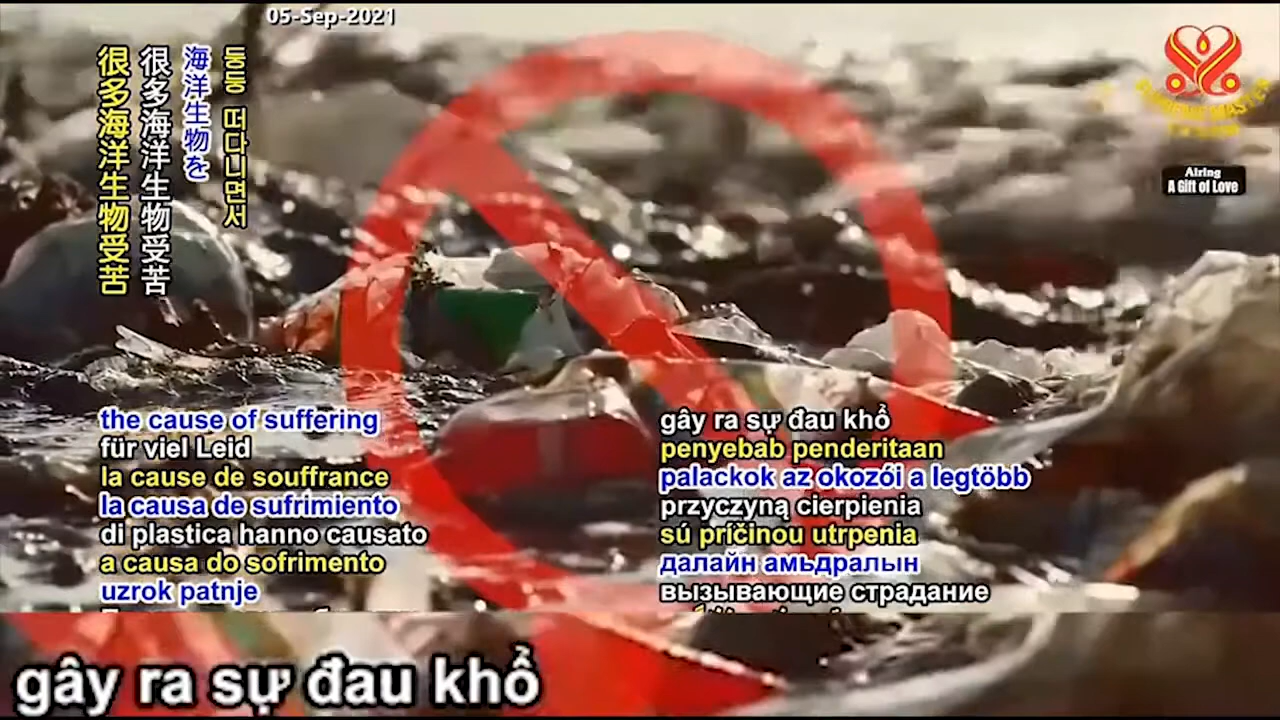 05-Sep-2021
SUPREME MASTER
Airing
A Gift of Love
둥둥 떠다니면서
海洋生物を
很多海洋生物受苦
很多海洋生物受苦
the cause of suffering
für viel Leid
la cause de souffrance
la causa de sufrimiento
di plastica hanno causato
a causa do sofrimento
uzrok patnje
gây ra sự đau khổ
penyebab penderitaan
palackok az okozói a legtöbb
przyczyną cierpienia
sú príčinou utrpenia
далайн амьдралын
вызывающие страдание
gây ra sự đau khổ